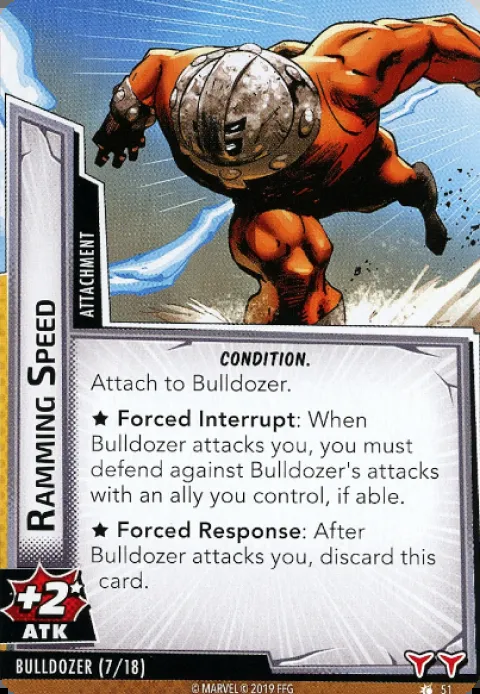 ATTACHMENT
RAMMING SPEED
CONDITION.
Attach to Bulldozer.
★ Forced Interrupt: When
Bulldozer attacks you, you must
defend against Bulldozer's attacks
with an ally you control, if able.
★ Forced Response: After
Bulldozer attacks you, discard this
card.
+2★
ATK
BULLDOZER (7/18)
© MARVEL © 2019 FFG
51